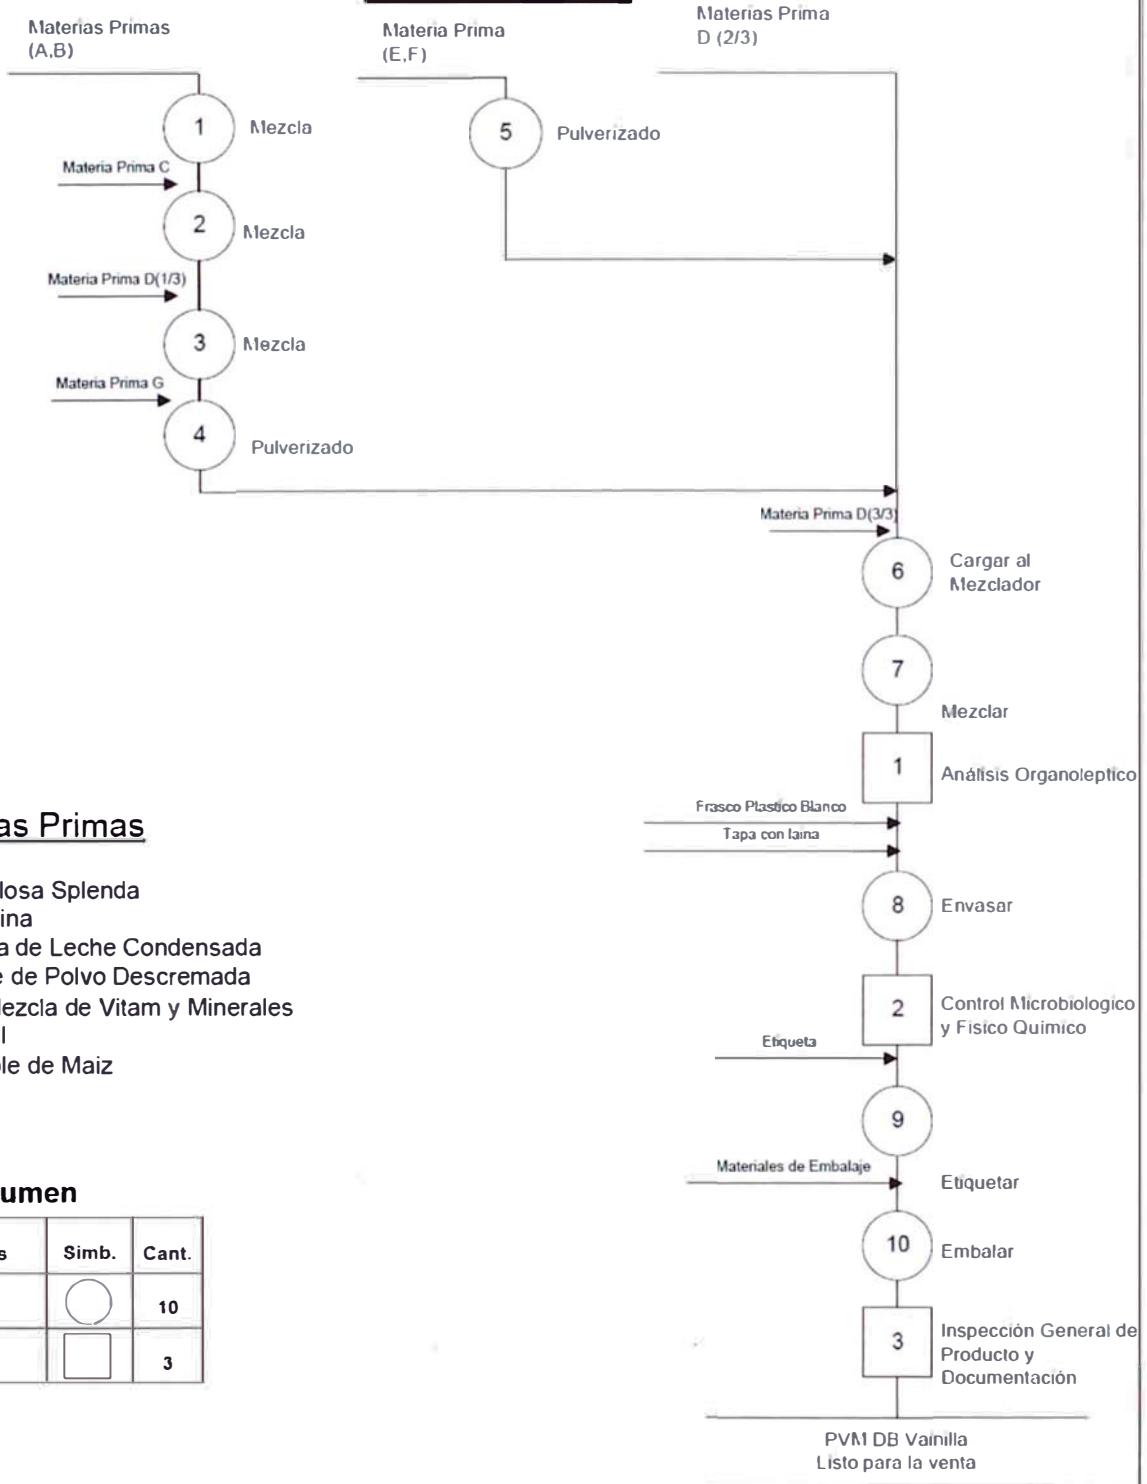 Materias Primas
(A,B)
Materia Prima
(E,F)
Materias Prima
D (2/3)
1
Mezcla
5
Pulverizado
Materia Prima C
2
Mezcla
Materia Prima D(1/3)
3
Mezcla
Materia Prima G
4
Pulverizado
Materia Prima D(3/3)
6
Cargar al
Mezclador
7
Mezclar
1
Análisis Organoleptico
Frasco Plastico Blanco
Tapa con laina
8
Envasar
2
Control Microbiologico
y Fisico Quimico
Etiqueta
9
Materiales de Embalaje
Etiquetar
10
Embalar
3
Inspección General de
Producto y
Documentación
PVM DB Vainilla
Listo para la venta
as Primas
losa Splenda
ina
a de Leche Condensada
e de Polvo Descremada
lezcla de Vitam y Minerales
l
ole de Maiz
umen
s Simb. Cant.
10
3